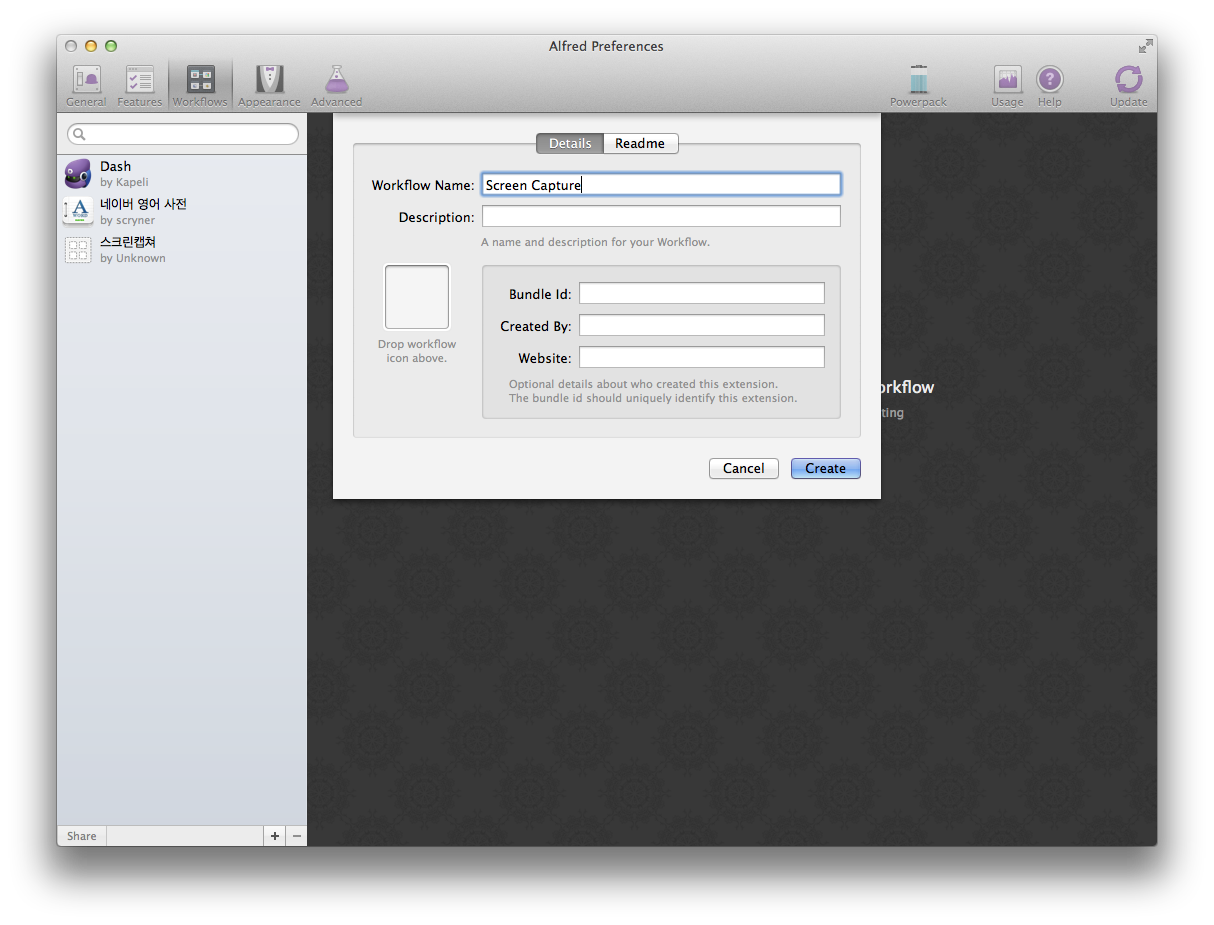 Alfred Preferences
General Features Workflows Appearance Advanced Powerpack Usage Help Update
Dash
by Kapeli
네이버 영어 사전
by scryner
스크린캡쳐
by Unknown
Details Readme
Workflow Name: Screen Capture
Description:
A name and description for your Workflow.
Drop workflow
icon above.
Bundle Id:
Created By:
Website:
Optional details about who created this extension.
The bundle id should uniquely identify this extension.
Cancel Create
Share + −